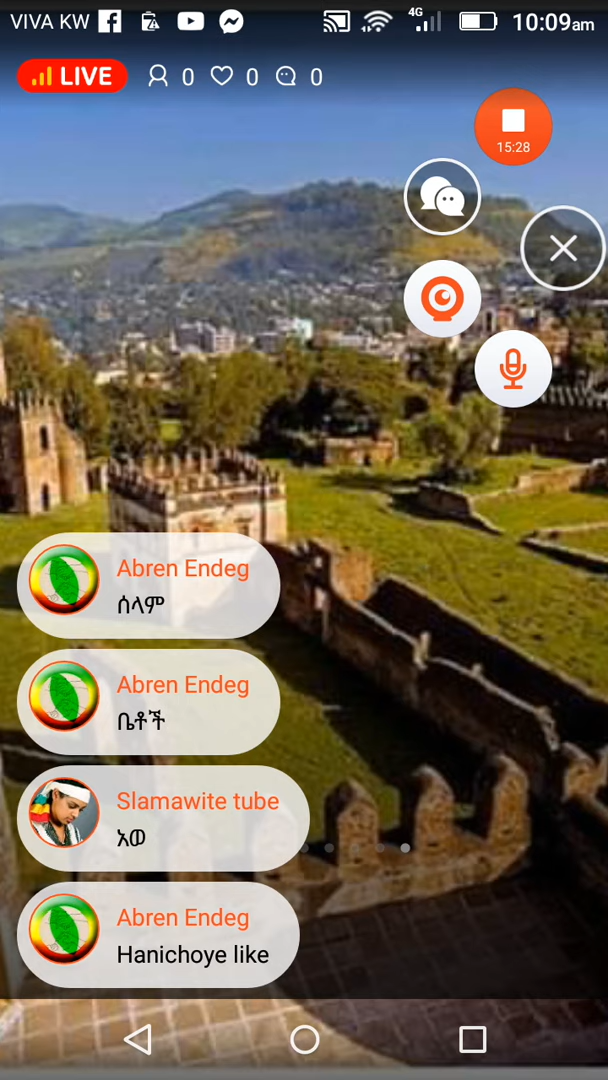 VIVA KW
4G
10:09am
LIVE 0 0 0
15:28
Abren Endeg
ሰላም
Abren Endeg
ቤቶች
Slamawite tube
አወ
Abren Endeg
Hanichoye like